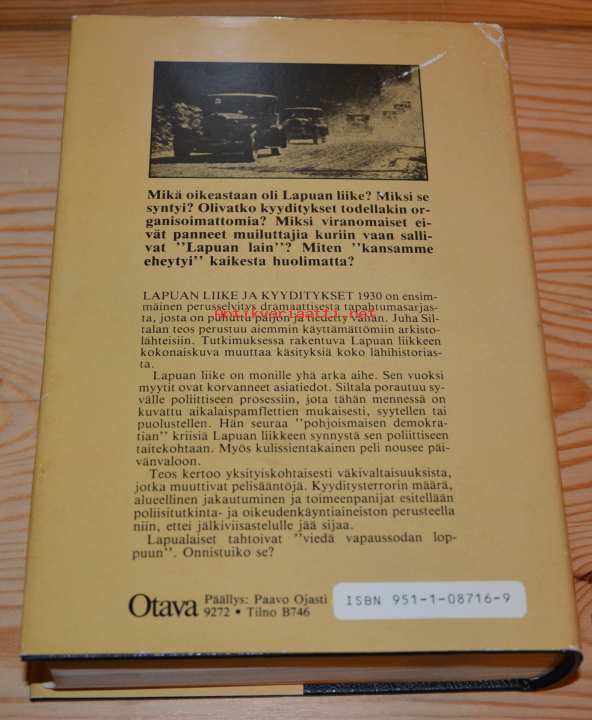 Mikä oikeastaan oli Lapuan liike? Miksi se
syntyi? Olivatko kyyditykset todellakin or-
ganisoimattomia? Miksi viranomaiset ei-
vät panneet muiluttajia kuriin vaan salli-
vat "Lapuan lain"? Miten "kansamme
eheytyi" kaikesta huolimatta?
LAPUAN LIIKE JA KYYDITYKSET 1930 on ensim-
mäinen perusselvitys dramaattisesta tapahtumasarjas-
ta, josta on puhuttu paljon ja tiedetty vähän. Juha Sil-
antikvariaatti.net
talan teos perustuu aiemmin käyttämättömiin arkisto-
lähteisiin. Tutkimuksessa rakentuva Lapuan liikkeen
kokonaiskuva muuttaa käsityksiä koko lähihistorias-
ta.
Lapuan liike on monille yhä arka aihe. Sen vuoksi
myytit ovat korvanneet asiatiedot. Siltala porautuu sy-
välle poliittiseen prosessiin, jota tähän mennessä on
kuvattu aikalaispamflettien mukaisesti, syytellen tai
puolustellen. Hän seuraa "pohjoismaisen demokra-
tian" kriisiä Lapuan liikkeen synnystä sen poliittiseen
taitekohtaan. Myös kulissientakainen peli nousee päi-
vänvaloon.
Teos kertoo yksityiskohtaisesti väkivaltaisuuksista,
jotka muuttivat pelisääntöjä. Kyyditysterrorin määrä,
alueellinen jakautuminen ja toimeenpanijat esitellään
poliisitutkinta- ja oikeudenkäyntiaineiston perusteella
niin, ettei jälkiviisastelulle jää sijaa.
Lapualaiset tahtoivat "viedä vapaussodan lop-
puun". Onnistuiko se?
Otava
Päällys: Paavo Ojasti
9272 • Tilno B746
ISBN 951-1-08716-9